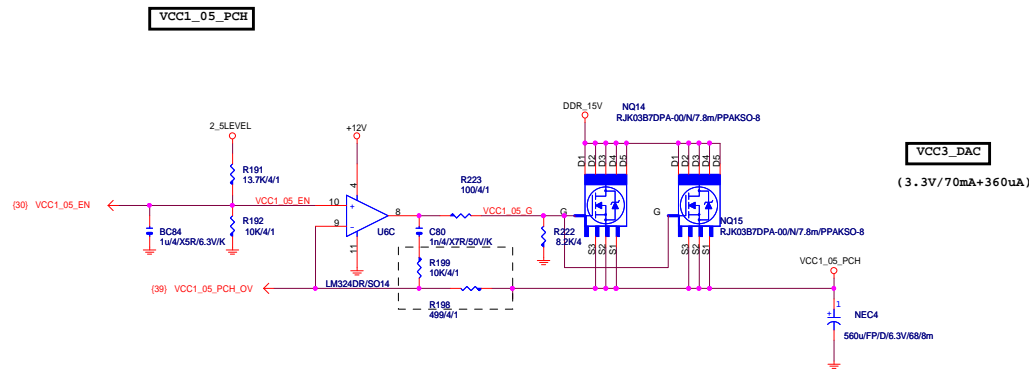 VCC1_05_PCH
DDR_15V
NQ14
RJK03B7DPA-00/N/7.8m/PPAKSO-8
2_5LEVEL
+12V
D1
D2
D3
D4
D5
D1
D2
D3
D4
D5
VCC3_DAC
(3.3V/70mA+360uA)
R191
13.7K/4/1
4
R223
100/4/1
{30} VCC1_05_EN
VCC1_05_EN
10
+
8
VCC1_05_G
G
G
9
-
U6C
BC84
1u/4/X5R/6.3V/K
R192
10K/4/1
C80
1n/4/X7R/50V/K
R222
8.2K/4
NQ15
RJK03B7DPA-00/N/7.8m/PPAKSO-8
11
S3
S2
S1
S3
S2
S1
R199
10K/4/1
VCC1_05_PCH
{39} VCC1_05_PCH_OV
LM324DR/SO14
R198
499/4/1
1
+
NEC4
560u/FP/D/6.3V/68/8m